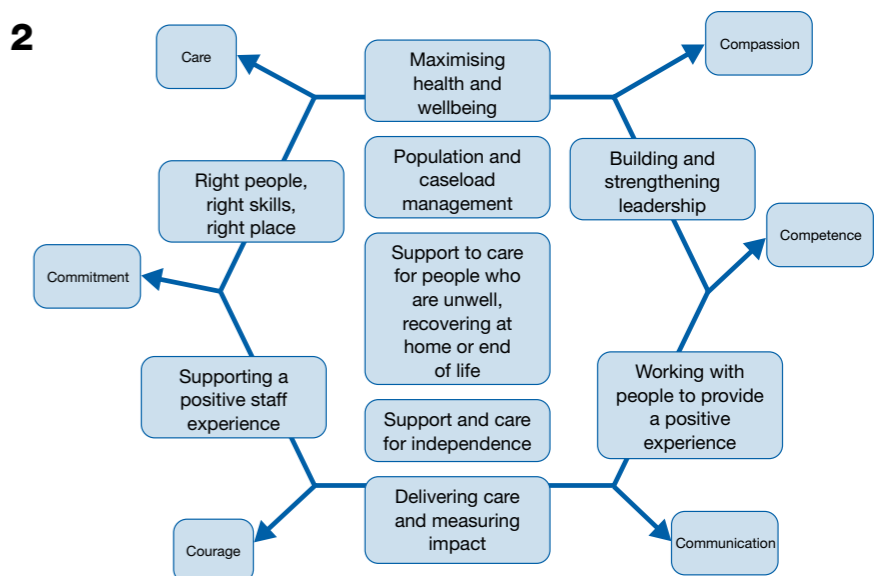 2
Care
Compassion
Maximising
health and
wellbeing
Population and
caseload
management
Building and
strengthening
leadership
Right people,
right skills,
right place
Competence
Commitment
Support to care
for people who
are unwell,
recovering at
home or end
of life
Supporting a
positive staff
experience
Working with
people to provide
a positive
experience
Support and care
for independence
Delivering care
and measuring
impact
Courage
Communication